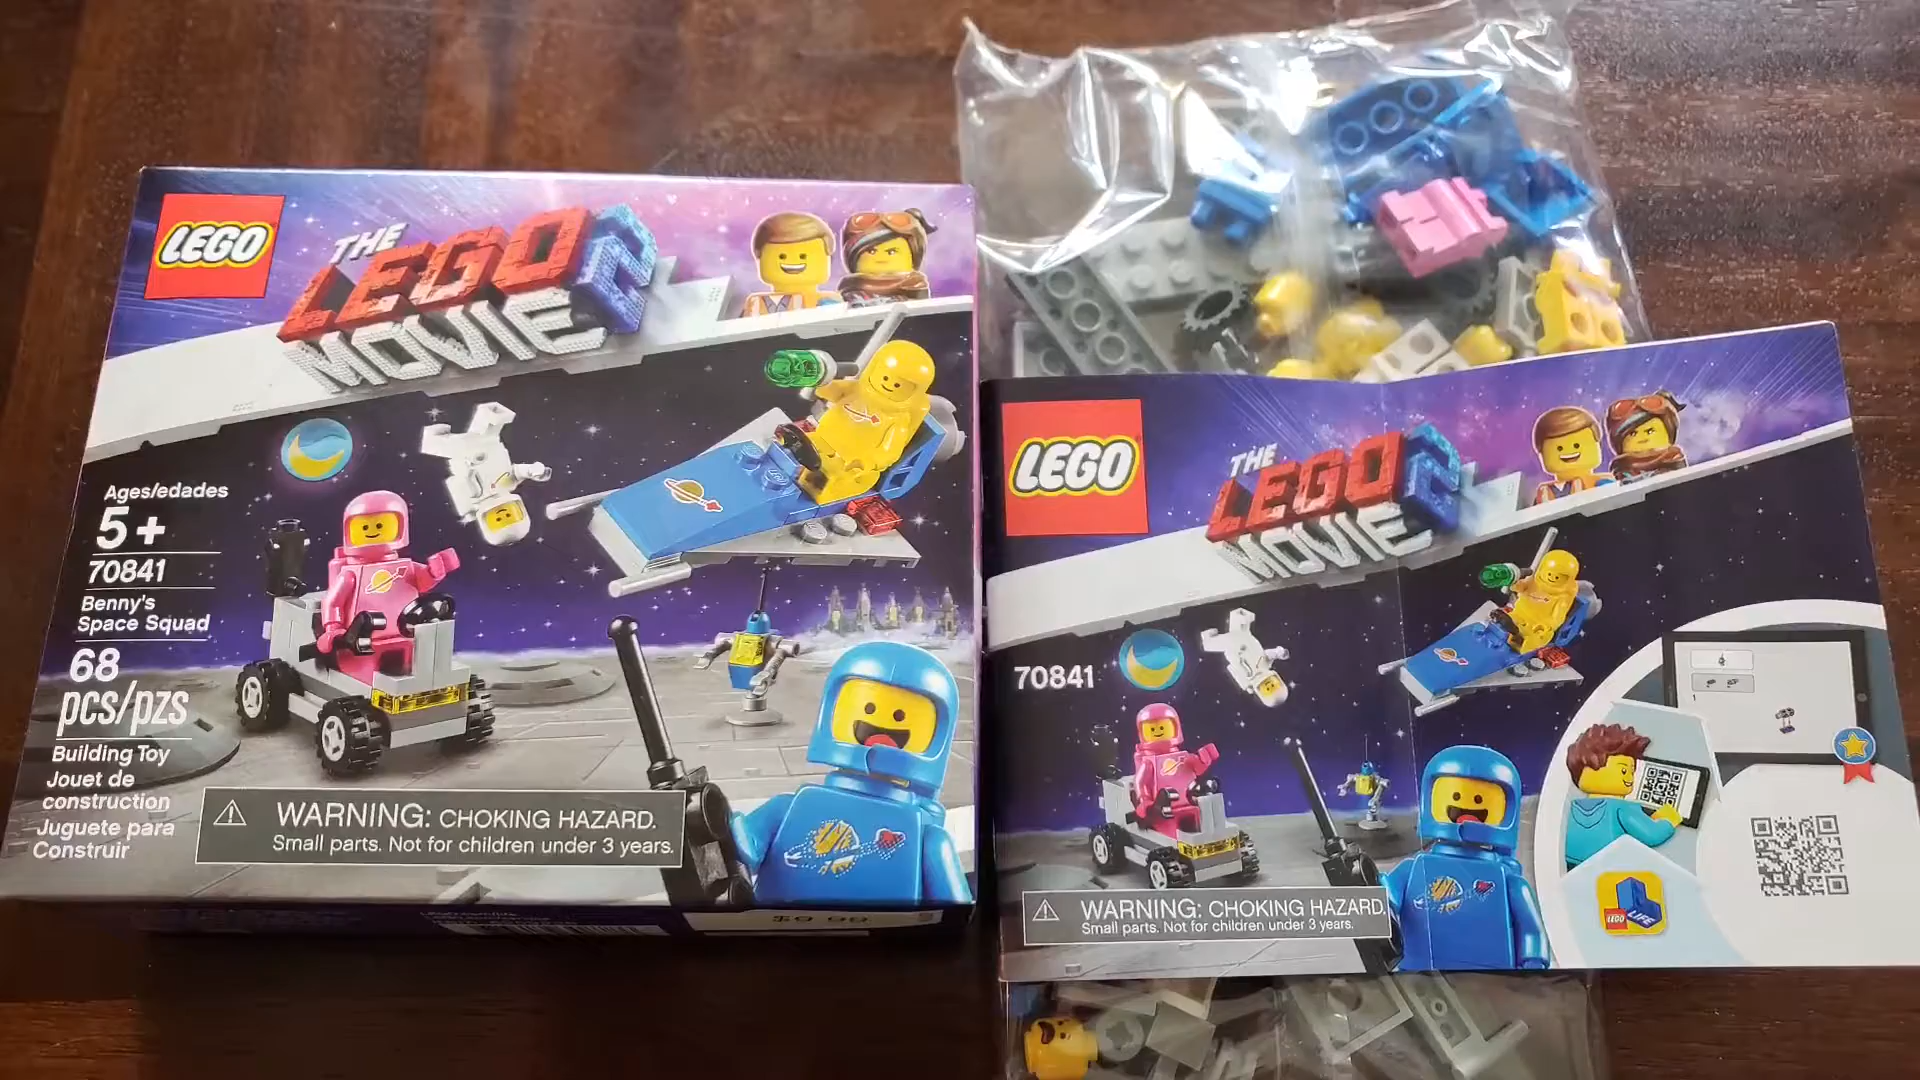 LEGO
THE
LEGO 2
MOVIE
Ages/edades
5+
70841
Benny's
Space Squad
68
pcs/pzs
Building Toy
Jouet de
construction
Juguete para
Construir
WARNING: CHOKING HAZARD.
Small parts. Not for children under 3 years.
LEGO
THE
LEGO 2
MOVIE
70841
WARNING: CHOKING HAZARD.
Small parts. Not for children under 3 years.
LEGO
LIFE